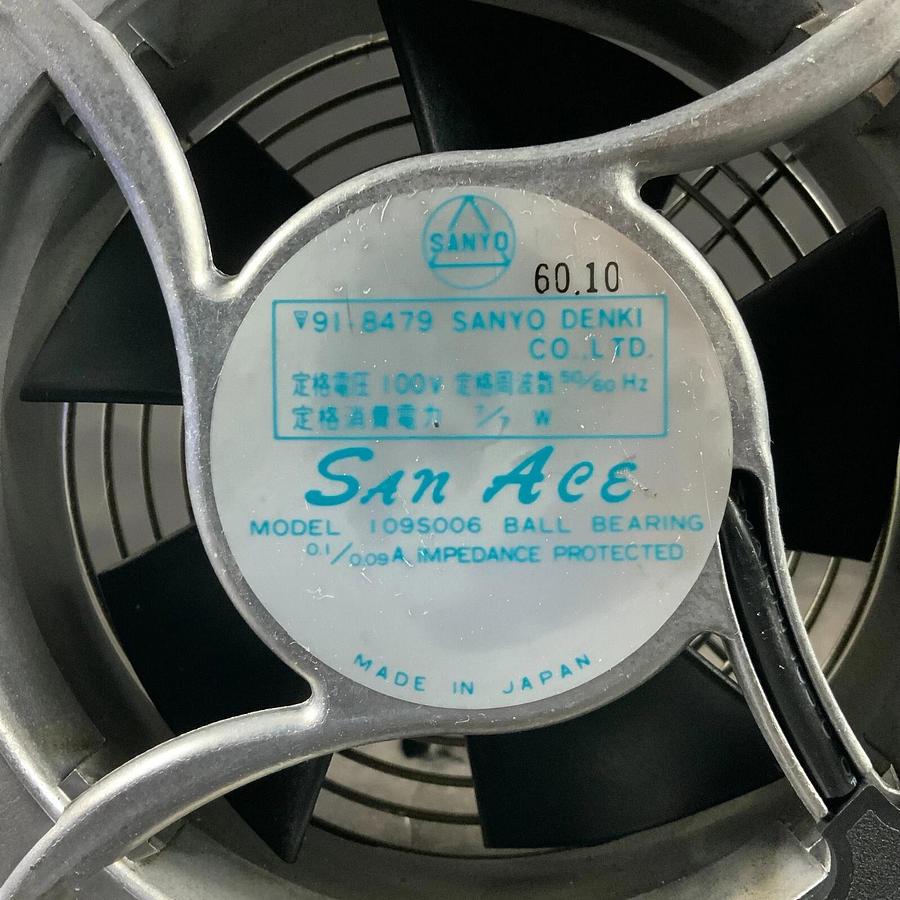 SANYO
60.10
▽91-8479 SANYO DENKI
CO.,LTD.
定格電圧 100V 定格周波数 50/60 Hz
定格消費電力 7/7 W
SAN ACE
MODEL 109S006 BALL BEARING
0.1/0.09A IMPEDANCE PROTECTED
MADE IN JAPAN